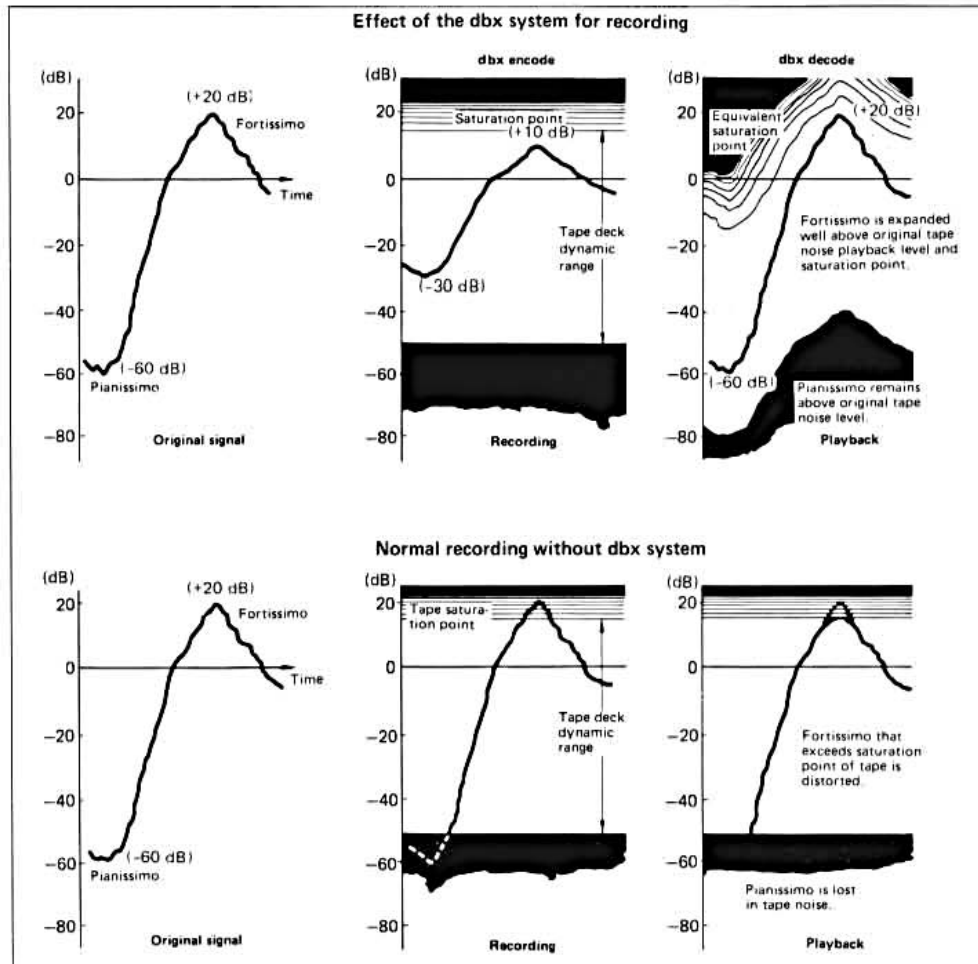 Effect of the dbx system for recording
dbx encode
dbx decode
(dB)
20
0
−20
−40
−60
−80
(+20 dB)
Fortissimo
Time
(−60 dB)
Pianissimo
Original signal
(dB)
20
0
−20
−40
−60
−80
Saturation point
(+10 dB)
Tape deck
dynamic
range
(−30 dB)
Recording
(dB)
20
0
−20
−40
−60
−80
Equivalent
saturation
point
(+20 dB)
Fortissimo is expanded
well above original tape
noise playback level and
saturation point.
(−60 dB)
Pianissimo remains
above original tape
noise level.
Playback
Normal recording without dbx system
(dB)
20
0
−20
−40
−60
−80
(+20 dB)
Fortissimo
Time
(−60 dB)
Pianissimo
Original signal
(dB)
20
0
−20
−40
−60
−80
Tape satura-
tion point
Tape deck
dynamic
range
Recording
(dB)
20
0
−20
−40
−60
−80
Fortissimo that
exceeds saturation
point of tape is
distorted.
Pianissimo is lost
in tape noise.
Playback